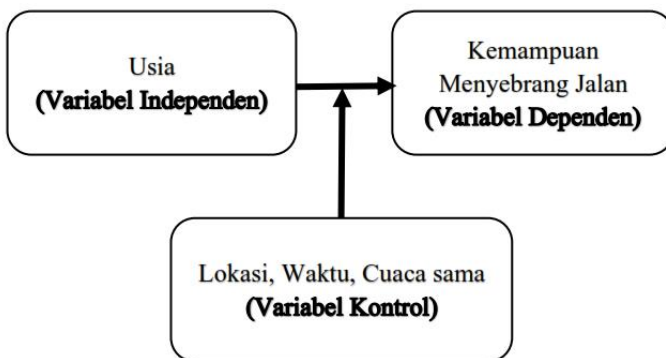 Usia
(Variabel Independen)
Kemampuan
Menyebrang Jalan
(Variabel Dependen)
Lokasi, Waktu, Cuaca sama
(Variabel Kontrol)